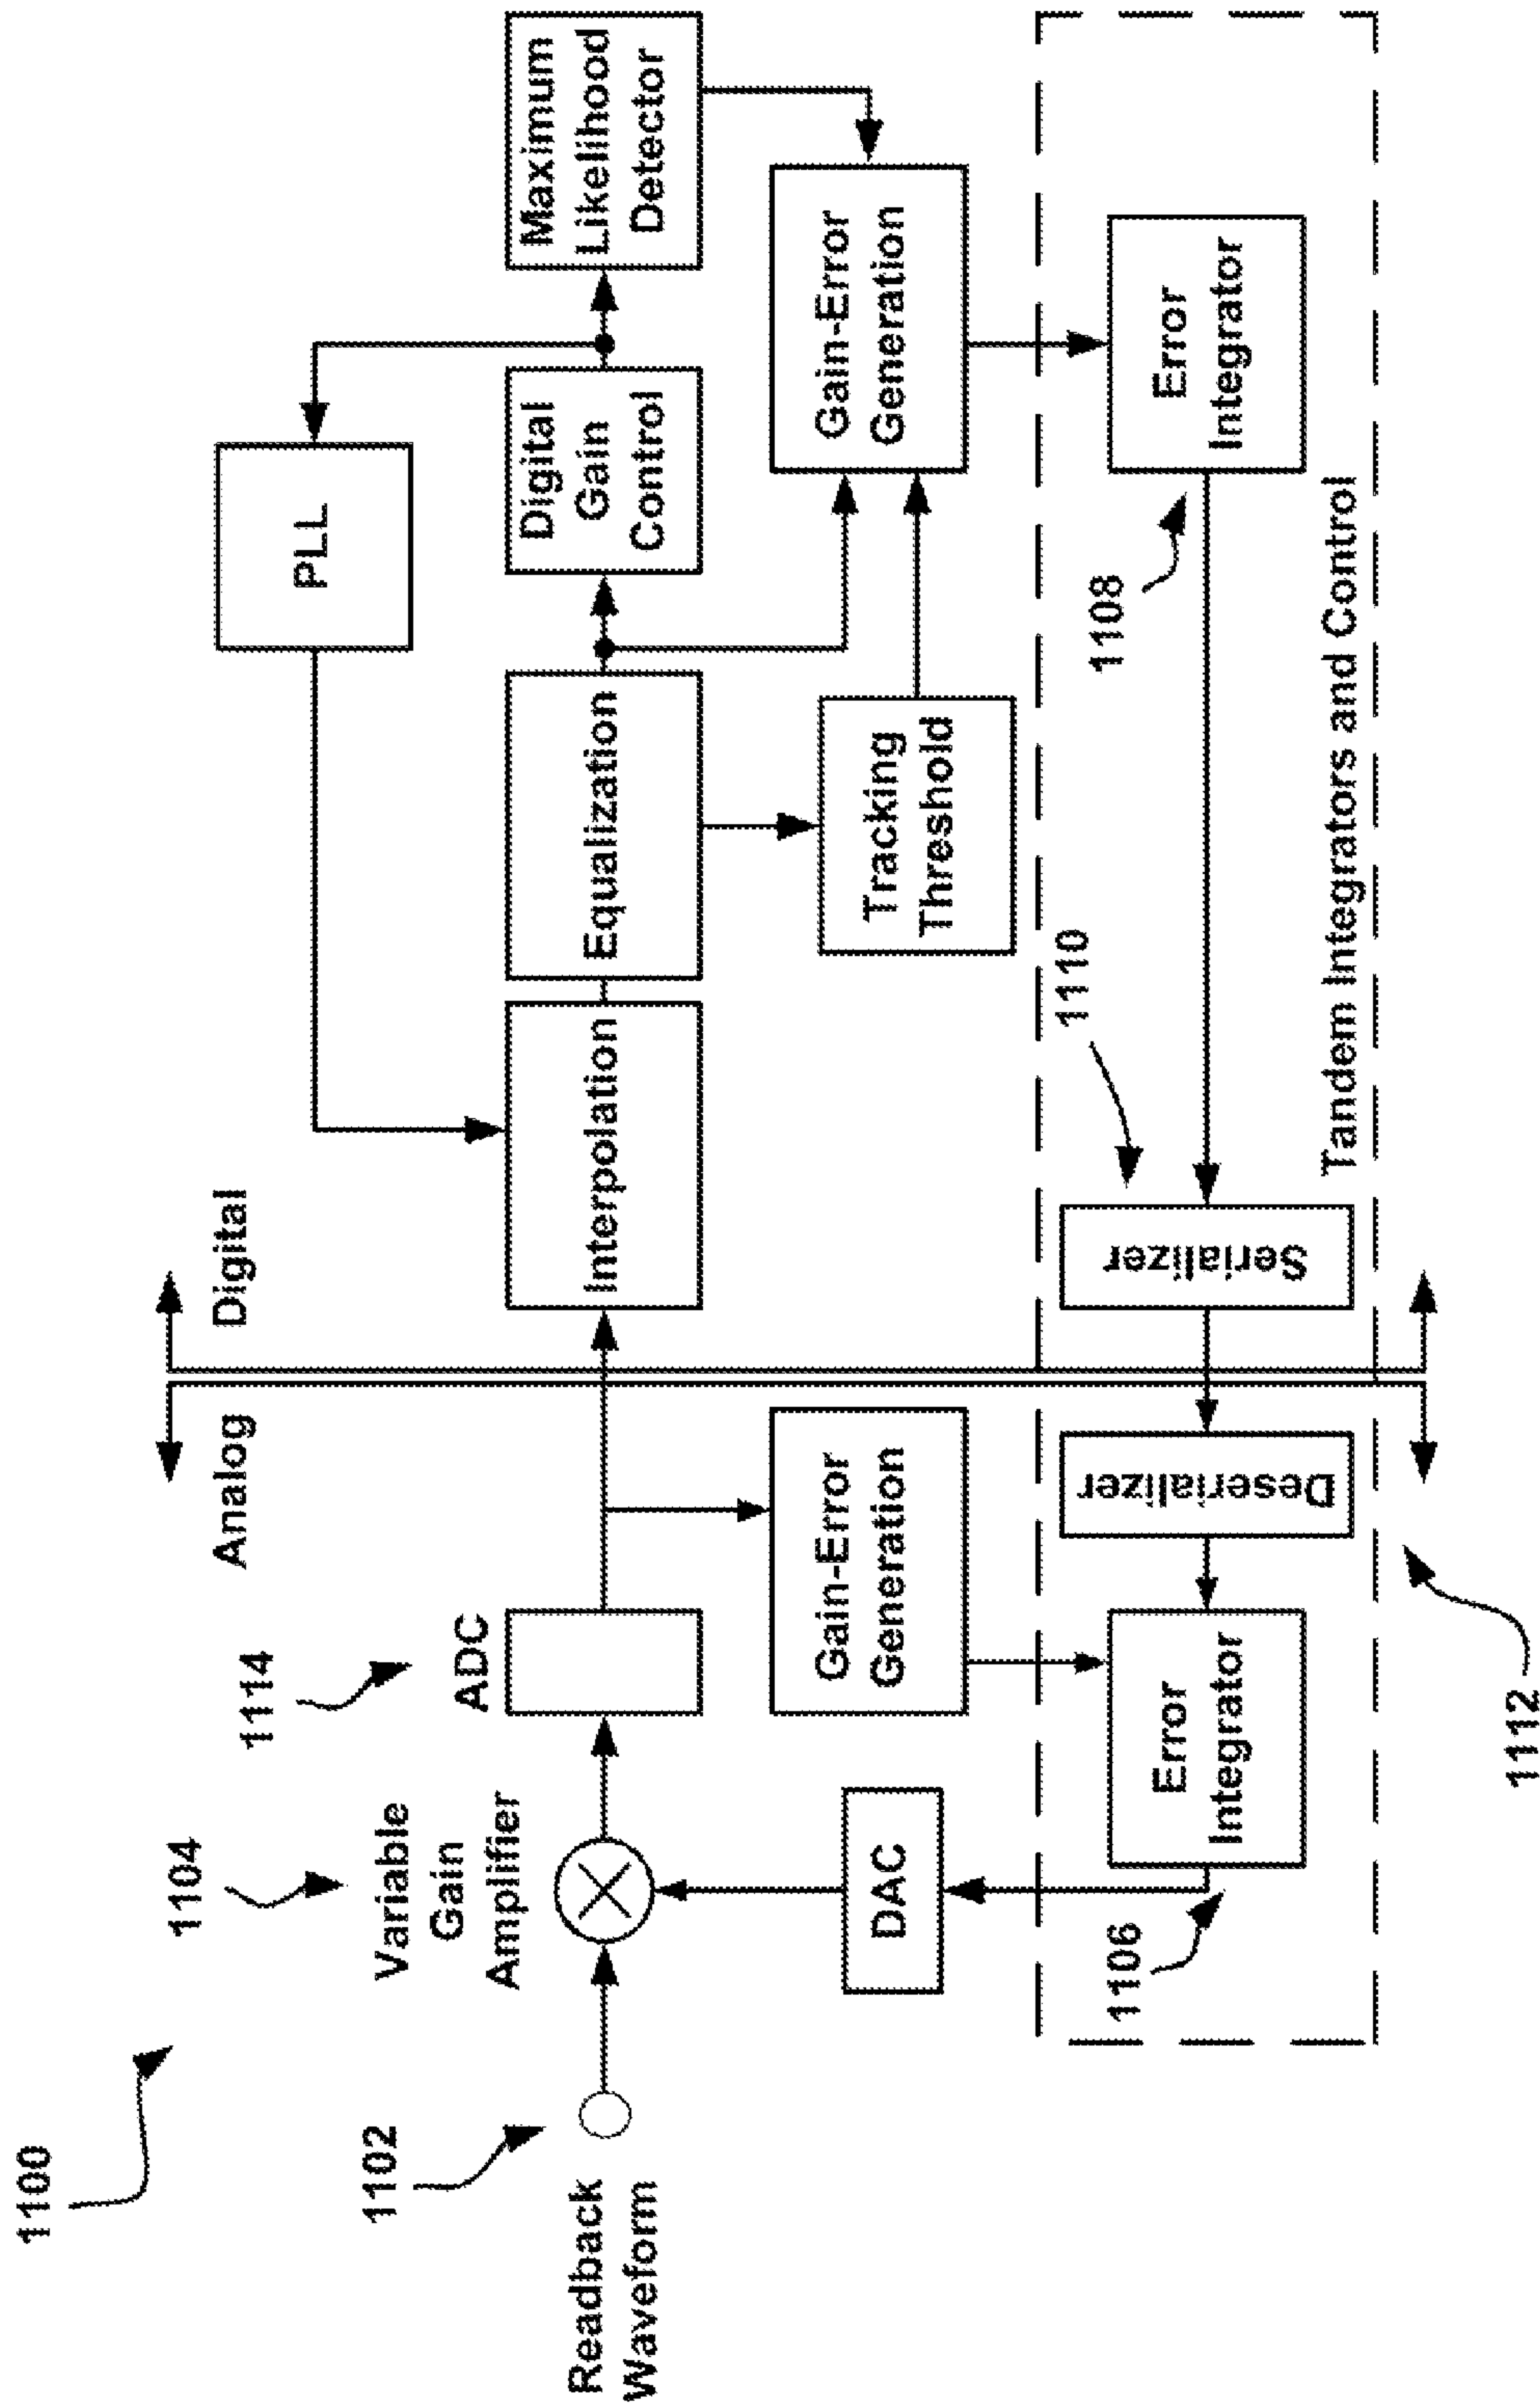 1100
1102
Readback
Waveform
1104
Variable
Gain
Amplifier
1114
ADC
Analog
Digital
Interpolation
Equalization
PLL
Digital
Gain
Control
Maximum
Likelihood
Detector
DAC
Gain-Error
Generation
Tracking
Threshold
Gain-Error
Generation
1106
Error
Integrator
Deserializer
Serializer
1110
1108
Error
Integrator
Tandem Integrators and Control
1112